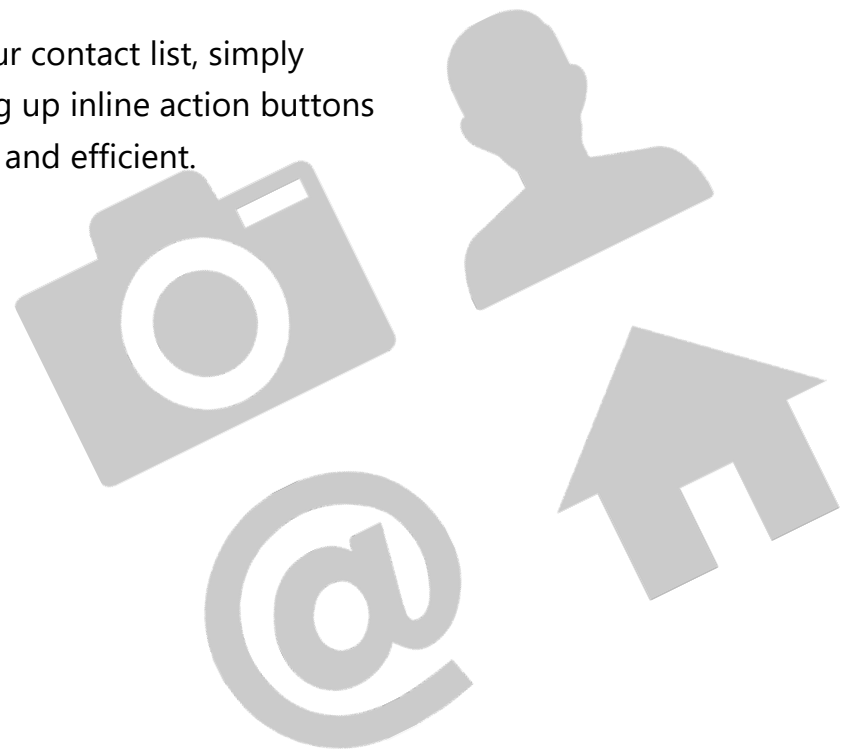 ur contact list, simply
g up inline action buttons
and efficient.